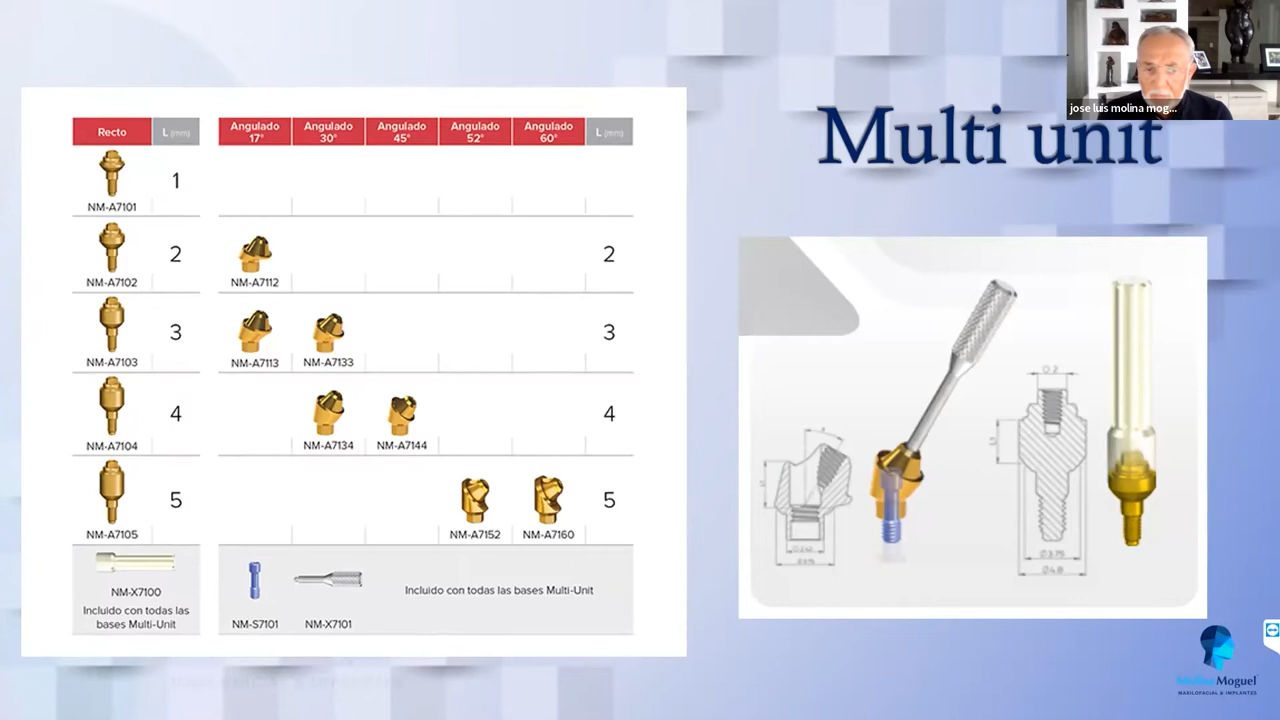 jose luis molina mog...
Multi unit
Recto
L (mm)
Angulado 17°
Angulado 30°
Angulado 45°
Angulado 52°
Angulado 60°
L (mm)
NM-A7101
1
NM-A7102
2
NM-A7112
2
NM-A7103
3
NM-A7113
NM-A7133
3
NM-A7104
4
NM-A7134
NM-A7144
4
NM-A7105
5
NM-A7152
NM-A7160
5
NM-X7100
Incluido con todas las
bases Multi-Unit
NM-S7101
NM-X7101
Incluido con todas las bases Multi-Unit
Ø3.75
Ø4.8
Molina Moguel
MAXILOFACIAL & IMPLANTES